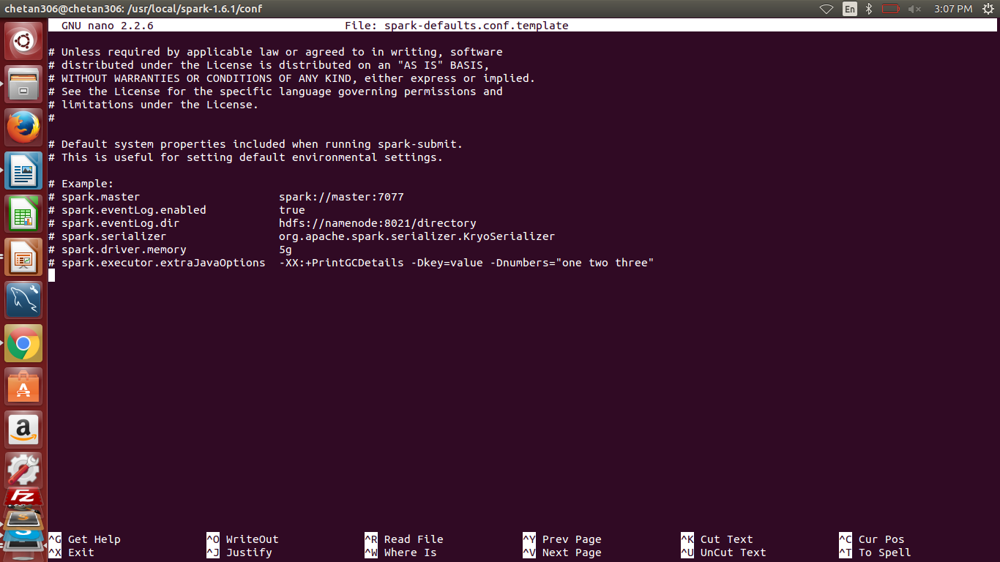 chetan306@chetan306: /usr/local/spark-1.6.1/conf
En
3:07 PM
GNU nano 2.2.6 File: spark-defaults.conf.template
# Unless required by applicable law or agreed to in writing, software
# distributed under the License is distributed on an "AS IS" BASIS,
# WITHOUT WARRANTIES OR CONDITIONS OF ANY KIND, either express or implied.
# See the License for the specific language governing permissions and
# limitations under the License.
#
# Default system properties included when running spark-submit.
# This is useful for setting default environmental settings.
# Example:
# spark.master spark://master:7077
# spark.eventLog.enabled true
# spark.eventLog.dir hdfs://namenode:8021/directory
# spark.serializer org.apache.spark.serializer.KryoSerializer
# spark.driver.memory 5g
# spark.executor.extraJavaOptions -XX:+PrintGCDetails -Dkey=value -Dnumbers="one two three"
A
a
FZ
S
S
^G Get Help ^O WriteOut ^R Read File ^Y Prev Page ^K Cut Text ^C Cur Pos
^X Exit ^J Justify ^W Where Is ^V Next Page ^U UnCut Text ^T To Spell